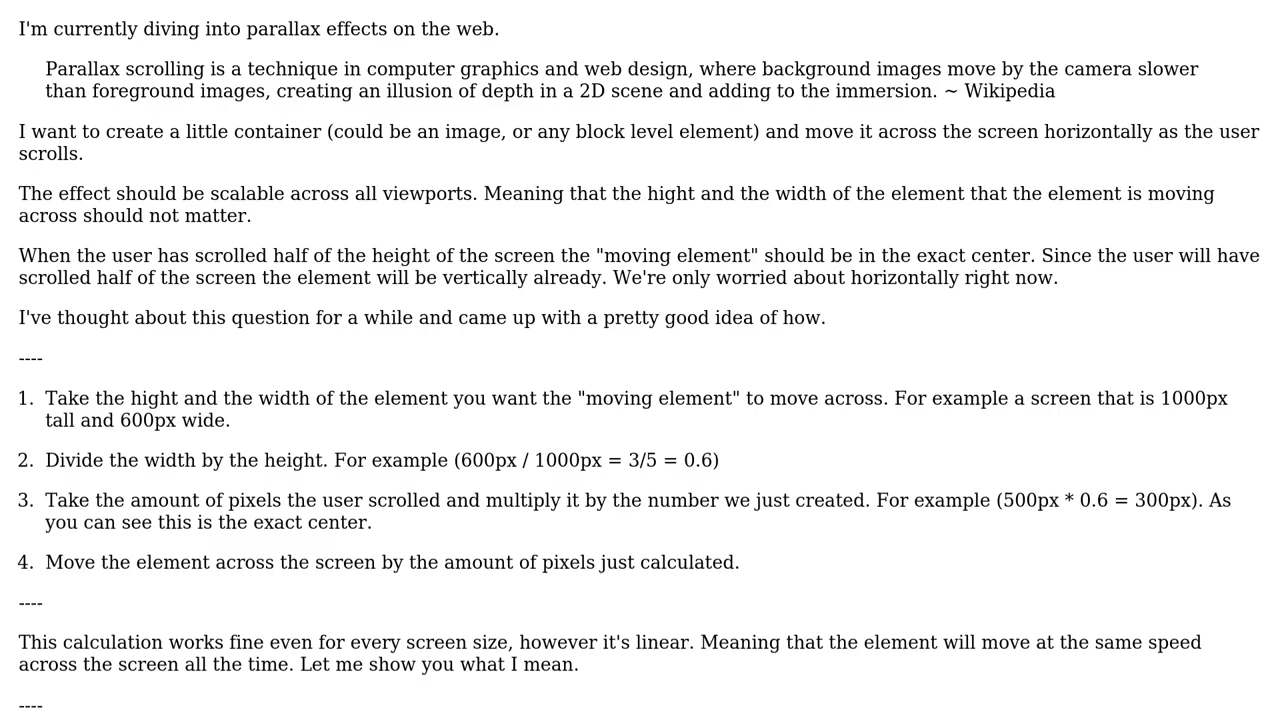 I'm currently diving into parallax effects on the web.
Parallax scrolling is a technique in computer graphics and web design, where background images move by the camera slower
than foreground images, creating an illusion of depth in a 2D scene and adding to the immersion. ~ Wikipedia
I want to create a little container (could be an image, or any block level element) and move it across the screen horizontally as the user
scrolls.
The effect should be scalable across all viewports. Meaning that the hight and the width of the element that the element is moving
across should not matter.
When the user has scrolled half of the height of the screen the "moving element" should be in the exact center. Since the user will have
scrolled half of the screen the element will be vertically already. We're only worried about horizontally right now.
I've thought about this question for a while and came up with a pretty good idea of how.
----
1. Take the hight and the width of the element you want the "moving element" to move across. For example a screen that is 1000px
tall and 600px wide.
2. Divide the width by the height. For example (600px / 1000px = 3/5 = 0.6)
3. Take the amount of pixels the user scrolled and multiply it by the number we just created. For example (500px * 0.6 = 300px). As
you can see this is the exact center.
4. Move the element across the screen by the amount of pixels just calculated.
----
This calculation works fine even for every screen size, however it's linear. Meaning that the element will move at the same speed
across the screen all the time. Let me show you what I mean.
----